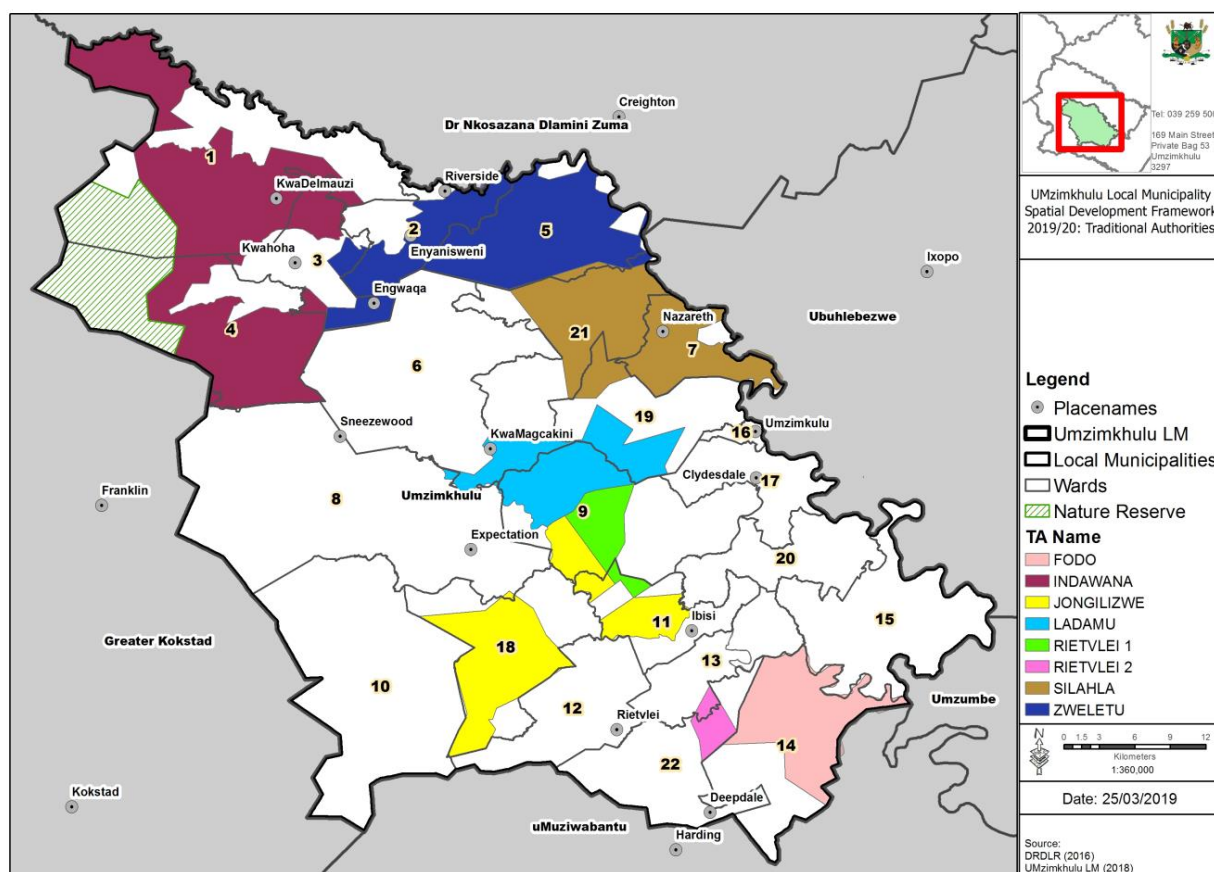 Creighton
Dr Nkosazana Dlamini Zuma
1
Riverside
KwaDelmauzi
2
5
Enyanisweni
Kwahoha
3
Ixopo
Engwaqa
Ubuhlebezwe
4
21
Nazareth
7
6
19
Sneezewood
16
Umzimkulu
KwaMagcakini
Clydesdale
17
Franklin
8
Umzimkhulu
9
Expectation
20
11
Ibisi
15
Greater Kokstad
18
13
10
Umzumbe
12
Rietvlei
14
22
Kokstad
Deepdale
uMuziwabantu
Harding
Tel: 039 259 500
169 Main Street
Private Bag 53
Umzimkhulu
3297
UMzimkhulu Local Municipality
Spatial Development Framework
2019/20: Traditional Authorities
Legend
Placenames
Umzimkhulu LM
Local Municipalities
Wards
Nature Reserve
TA Name
FODO
INDAWANA
JONGILIZWE
LADAMU
RIETVLEI 1
RIETVLEI 2
SILAHLA
ZWELETU
N
0 1.5 3 6 9 12
Kilometers
1:360,000
Date: 25/03/2019
Source:
DRDLR (2016)
UMzimkhulu LM (2018)